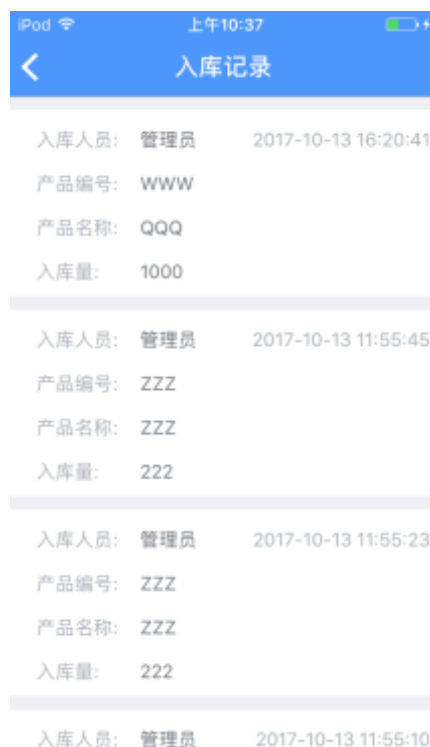 iPod 上午10:37
入库记录
入库人员: 管理员 2017-10-13 16:20:41
产品编号: WWW
产品名称: QQQ
入库量: 1000
入库人员: 管理员 2017-10-13 11:55:45
产品编号: ZZZ
产品名称: ZZZ
入库量: 222
入库人员: 管理员 2017-10-13 11:55:23
产品编号: ZZZ
产品名称: ZZZ
入库量: 222
入库人员: 管理员 2017-10-13 11:55:10